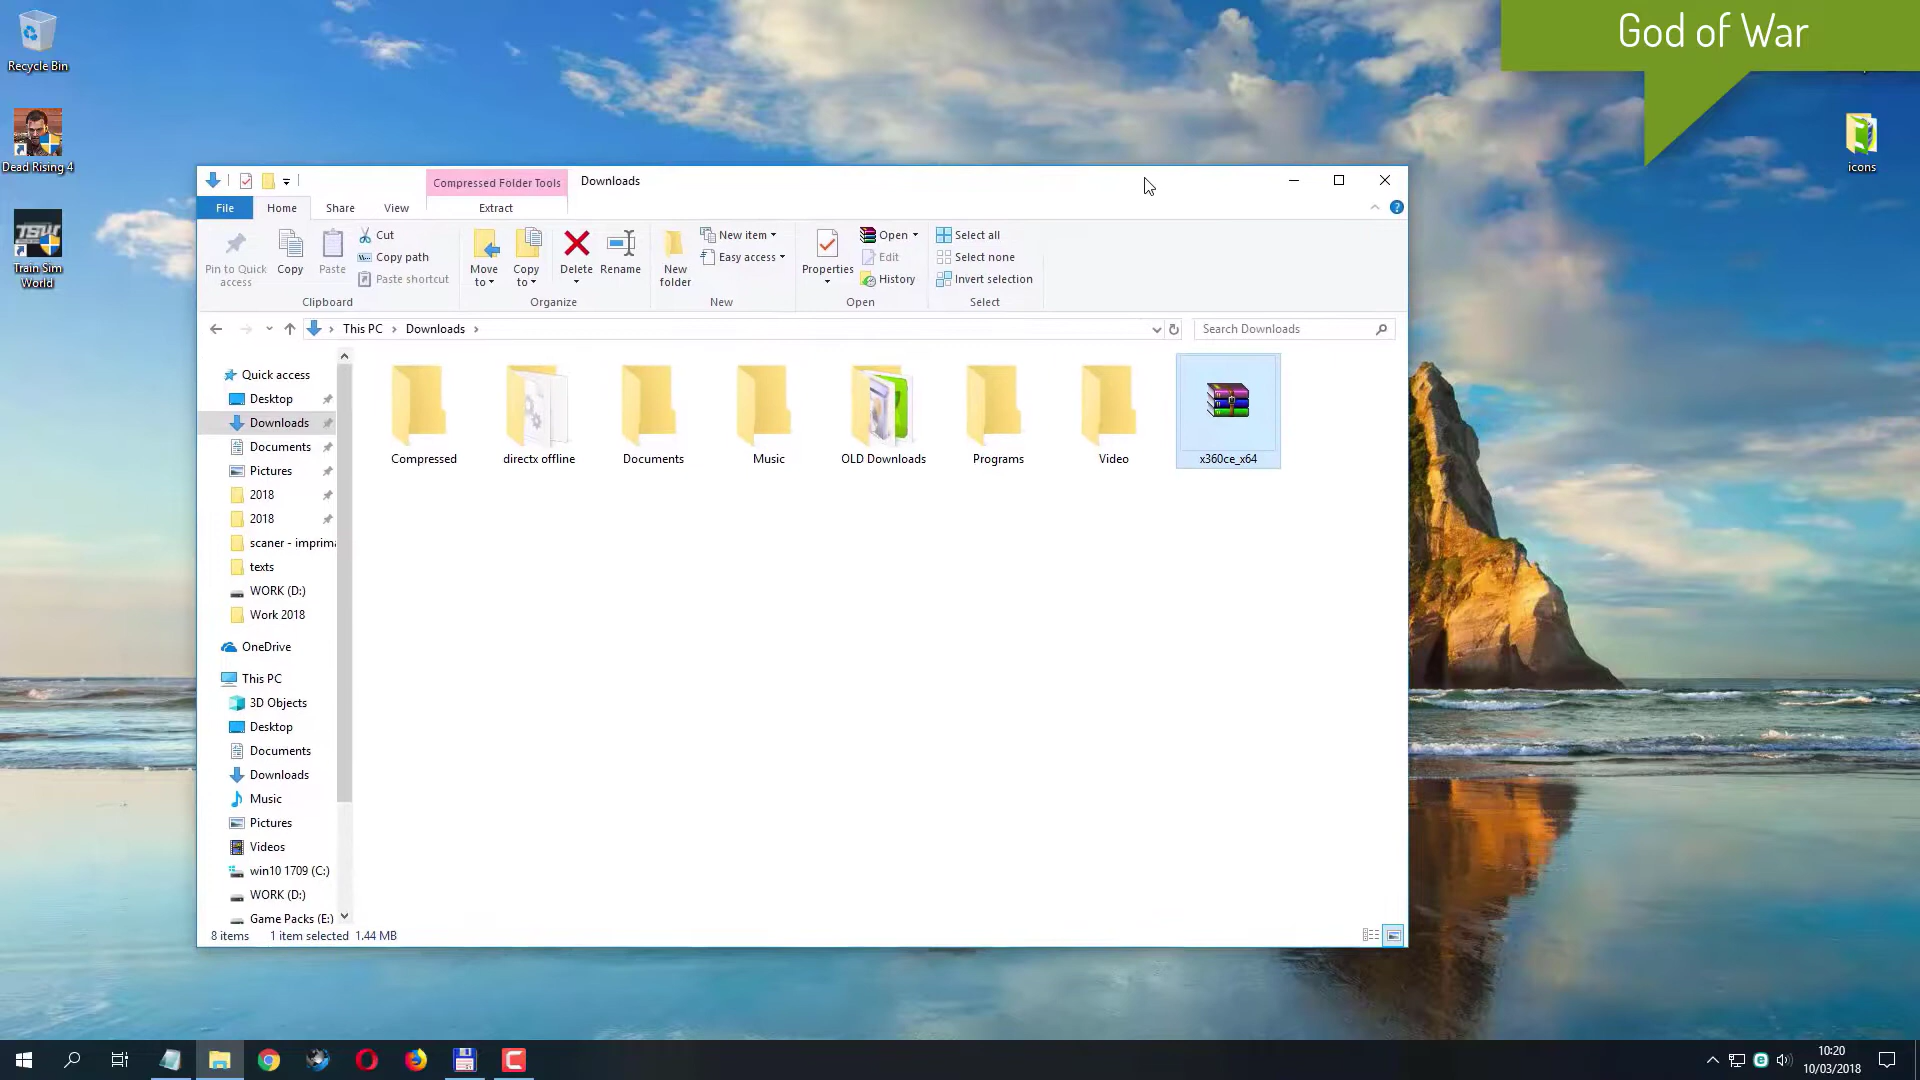 God of War
Recycle Bin
Dead Rising 4
TSW
Train Sim
World
icons
Compressed Folder Tools
Downloads
File
Home
Share
View
Extract
Pin to Quick
access
Copy
Paste
Cut
Copy path
Paste shortcut
Clipboard
Move
to
Copy
to
Delete
Rename
Organize
New
folder
New item
Easy access
New
Properties
Open
Edit
History
Open
Select all
Select none
Invert selection
Select
This PC
Downloads
Search Downloads
Quick access
Desktop
Downloads
Documents
Pictures
2018
2018
scaner - imprima
texts
WORK (D:)
Work 2018
OneDrive
This PC
3D Objects
Desktop
Documents
Downloads
Music
Pictures
Videos
win10 1709 (C:)
WORK (D:)
Game Packs (E:)
Compressed
directx offline
Documents
Music
OLD Downloads
Programs
Video
x360ce_x64
8 items
1 item selected
1.44 MB
10:20
10/03/2018